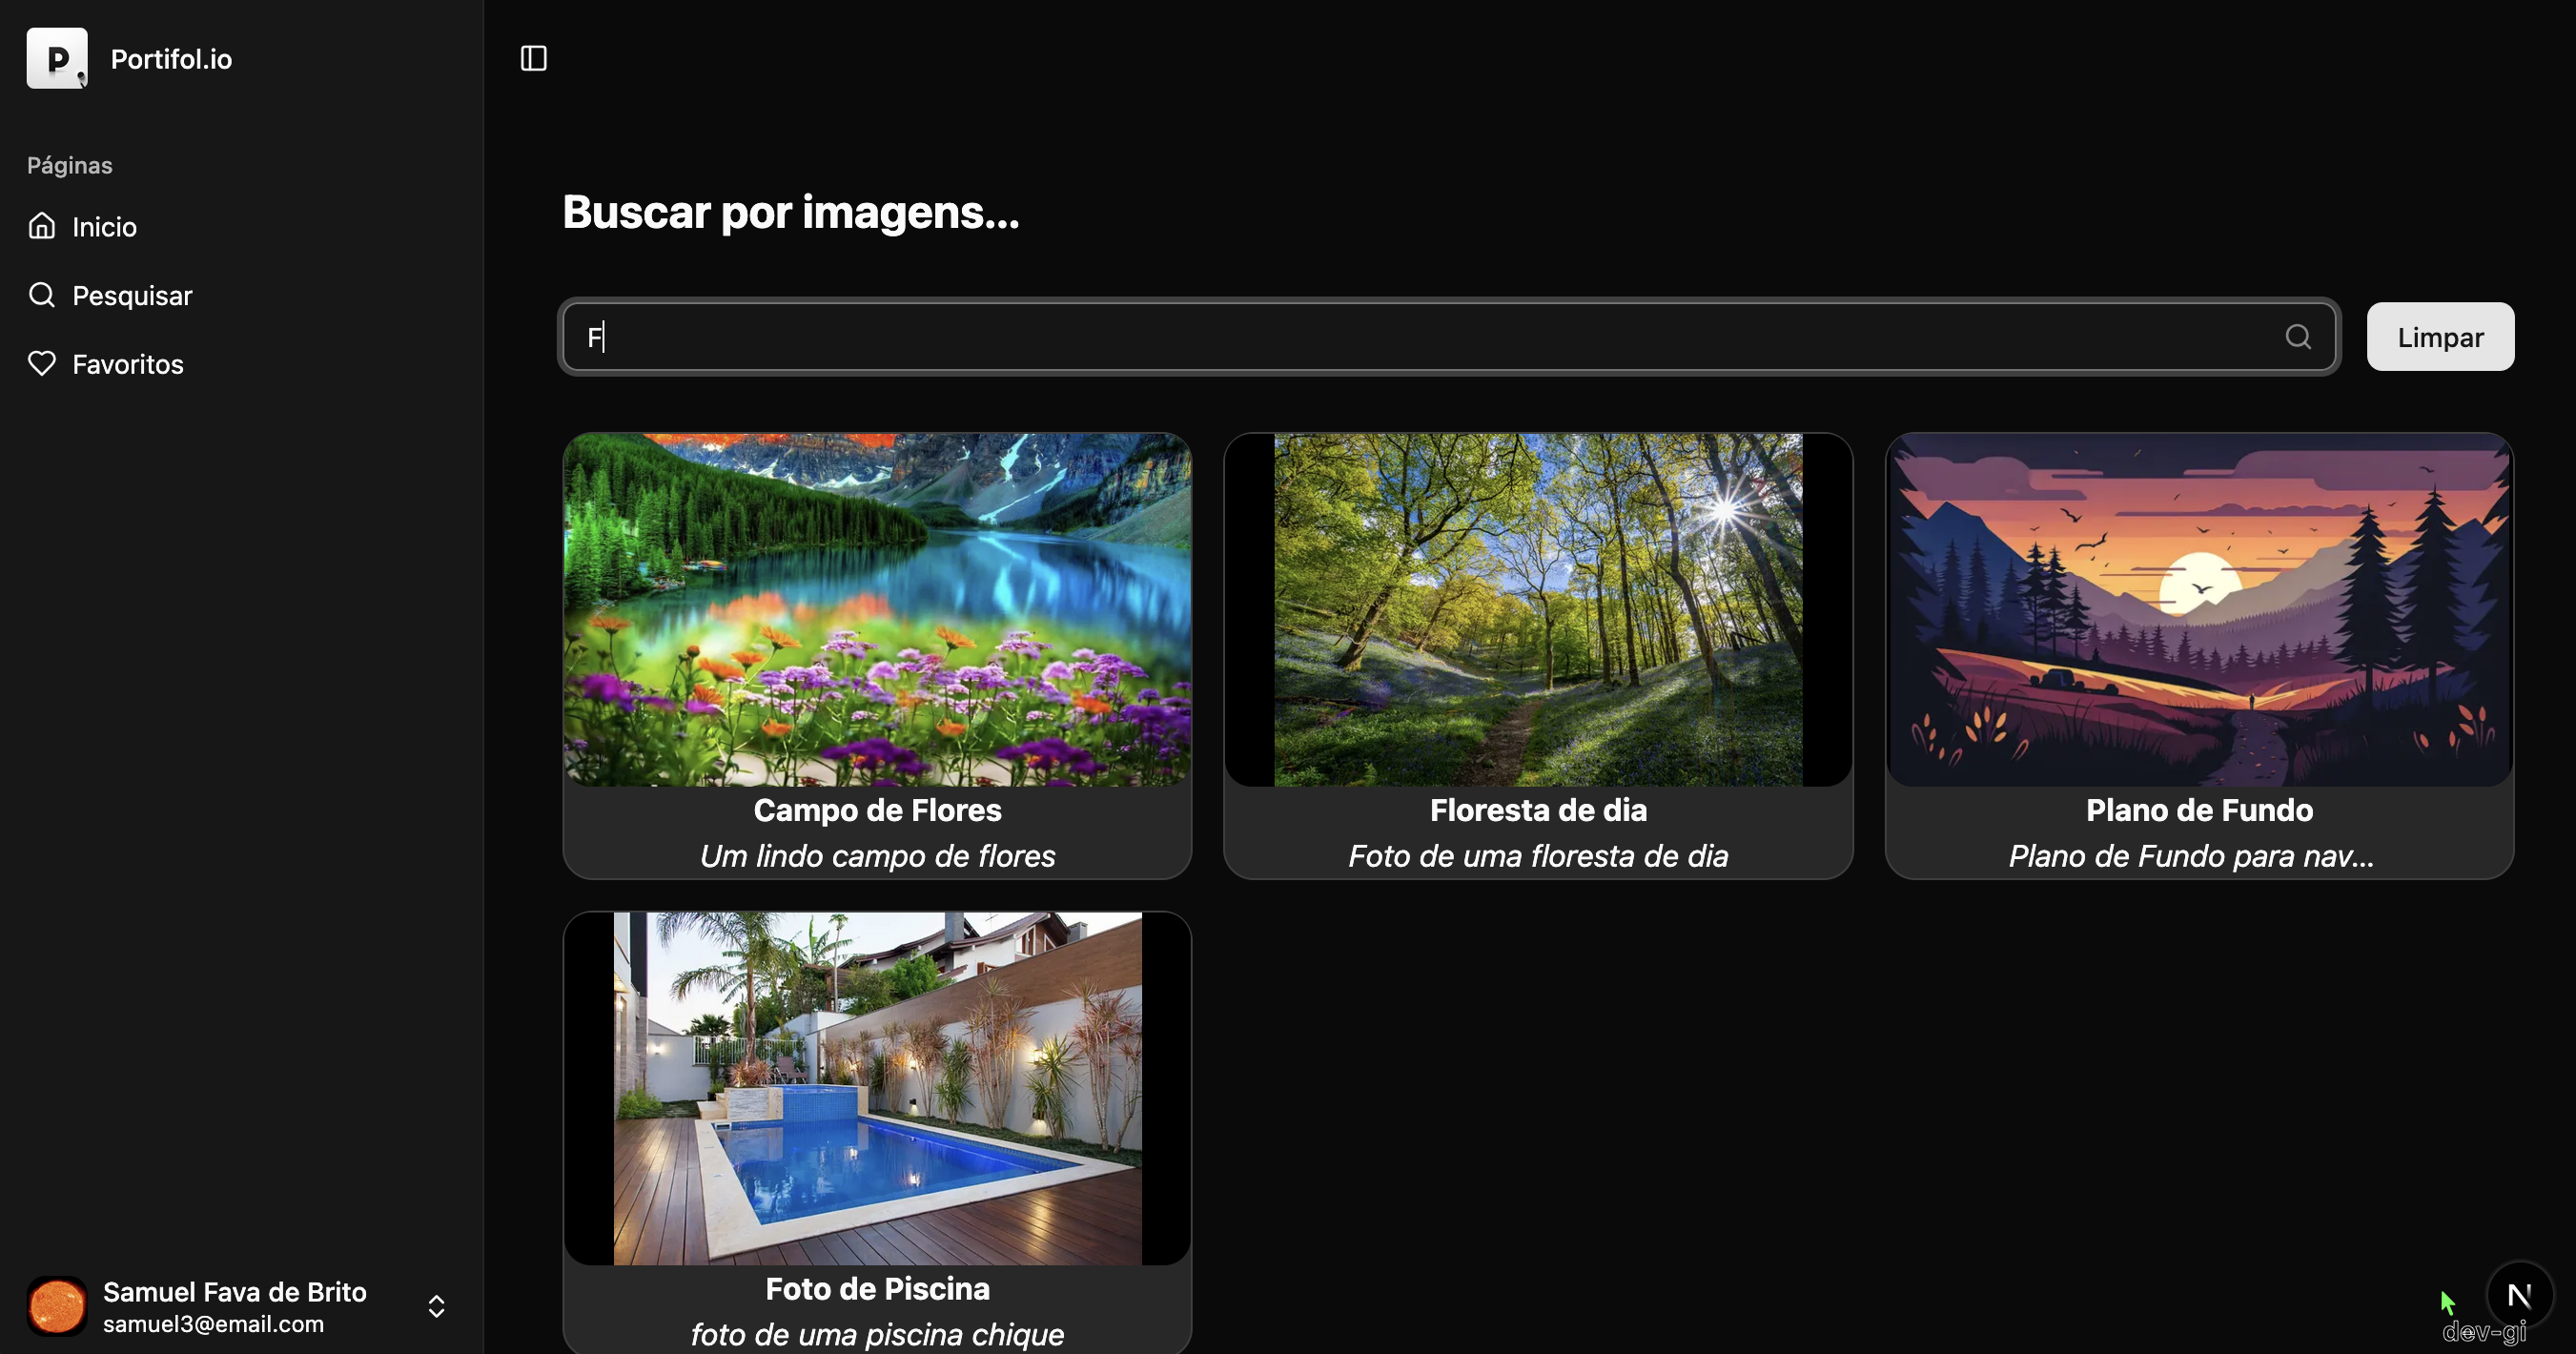 P.
Portifol.io
Páginas
Inicio
Pesquisar
Favoritos
Samuel Fava de Brito
samuel3@email.com
Buscar por imagens...
F
Limpar
Campo de Flores
Um lindo campo de flores
Floresta de dia
Foto de uma floresta de dia
Plano de Fundo
Plano de Fundo para nav...
Foto de Piscina
foto de uma piscina chique
N
dev-gi